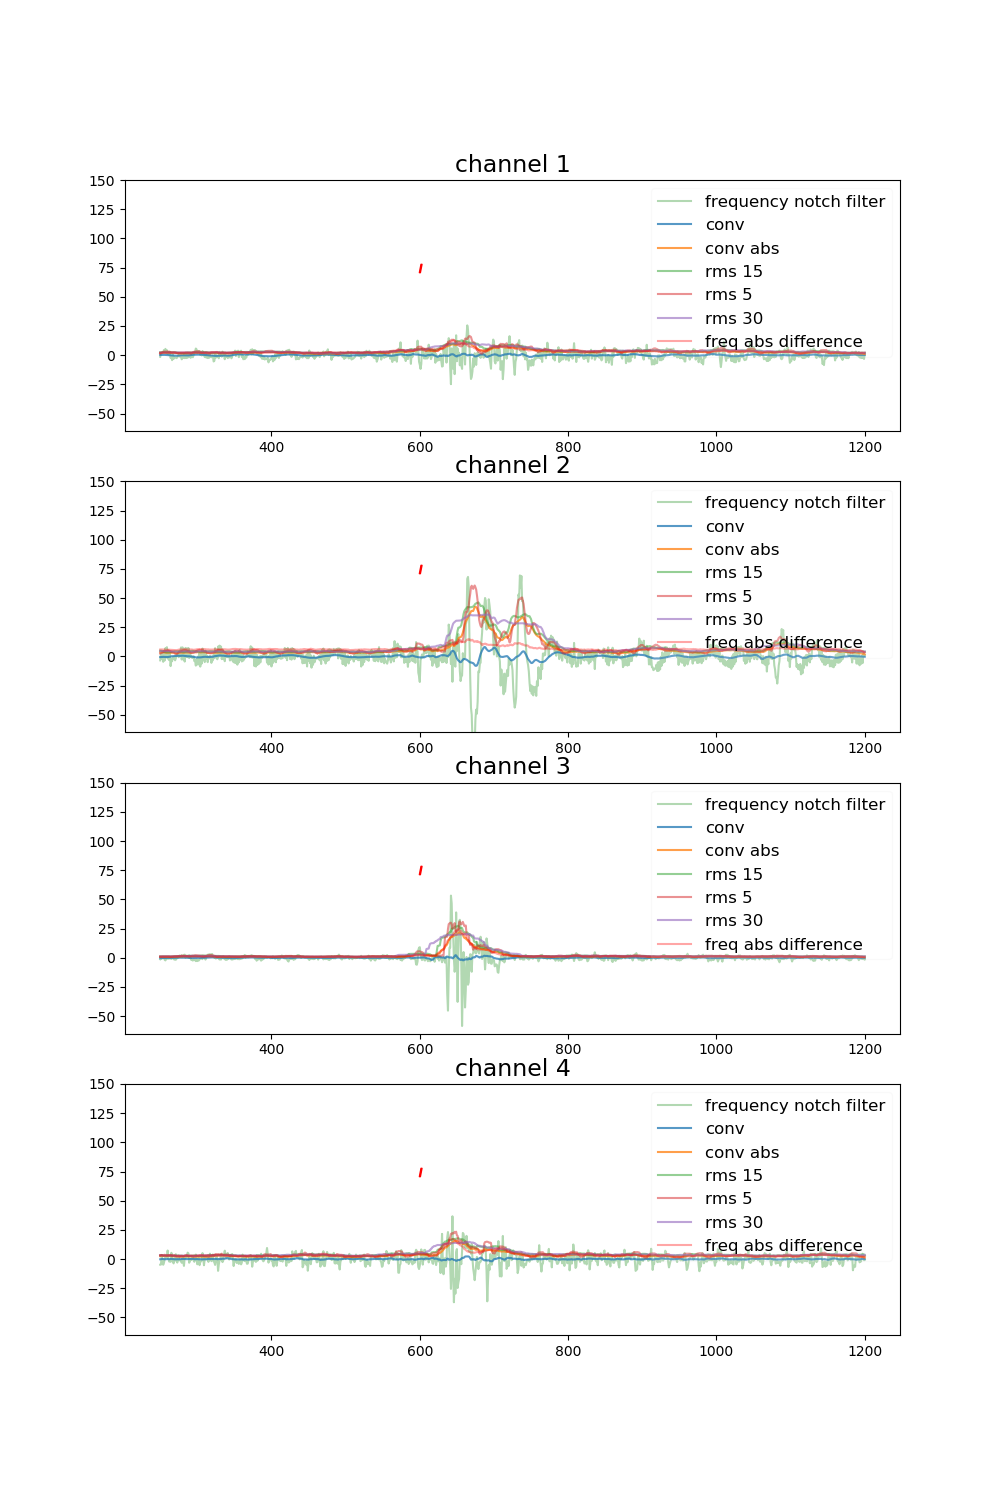 channel 1
150
125
100
75
50
25
0
−25
−50
frequency notch filter
conv
conv abs
rms 15
rms 5
rms 30
freq abs difference
400 600 800 1000 1200
channel 2
150
125
100
75
50
25
0
−25
−50
frequency notch filter
conv
conv abs
rms 15
rms 5
rms 30
freq abs difference
400 600 800 1000 1200
channel 3
150
125
100
75
50
25
0
−25
−50
frequency notch filter
conv
conv abs
rms 15
rms 5
rms 30
freq abs difference
400 600 800 1000 1200
channel 4
150
125
100
75
50
25
0
−25
−50
frequency notch filter
conv
conv abs
rms 15
rms 5
rms 30
freq abs difference
400 600 800 1000 1200